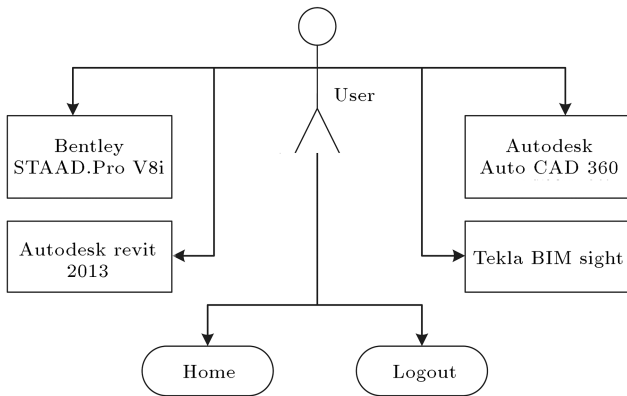 User
Bentley
STAAD.Pro V8i
Autodesk
Auto CAD 360
Autodesk revit
2013
Tekla BIM sight
Home
Logout